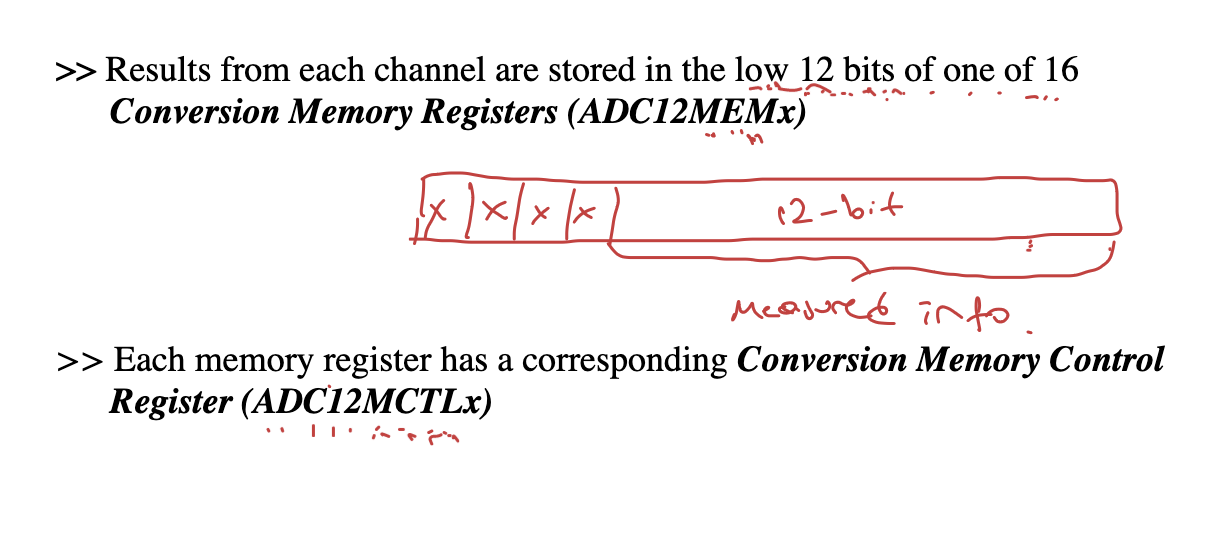 >> Results from each channel are stored in the low 12 bits of one of 16
Conversion Memory Registers (ADC12MEMx)
x x x x 12-bit
Measured info.
>> Each memory register has a corresponding Conversion Memory Control
Register (ADC12MCTLx)